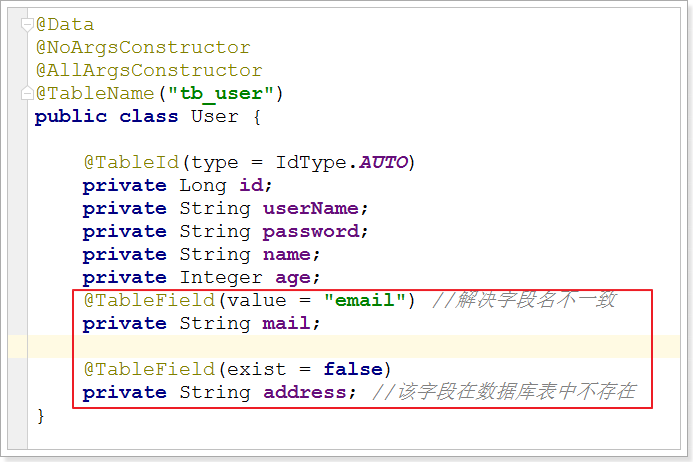 @Data
@NoArgsConstructor
@AllArgsConstructor
@TableName("tb_user")
public class User {
@TableId(type = IdType.AUTO)
private Long id;
private String userName;
private String password;
private String name;
private Integer age;
@TableField(value = "email") //解决字段名不一致
private String mail;
@TableField(exist = false)
private String address; //该字段在数据库表中不存在
}